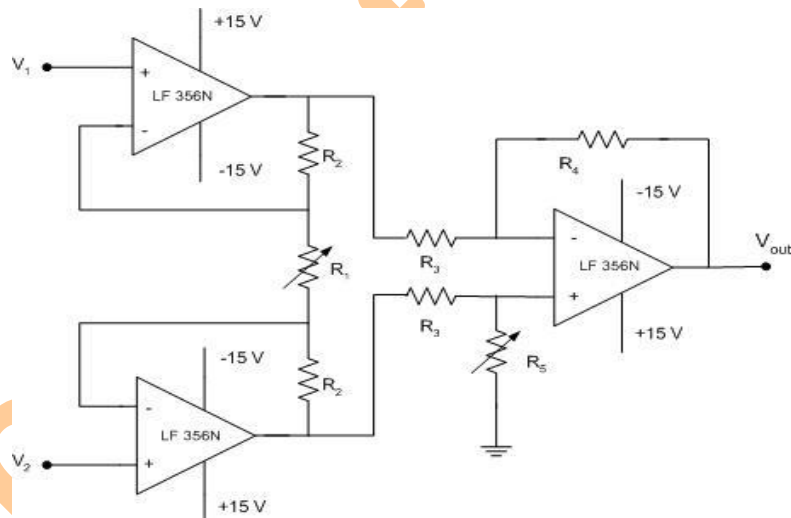 +15 V
V1
+
LF 356N
-
-15 V
R2
R4
-15 V
R1
R3
-
LF 356N
Vout
R3
+
+15 V
R5
-15 V
R2
-
LF 356N
V2
+
+15 V